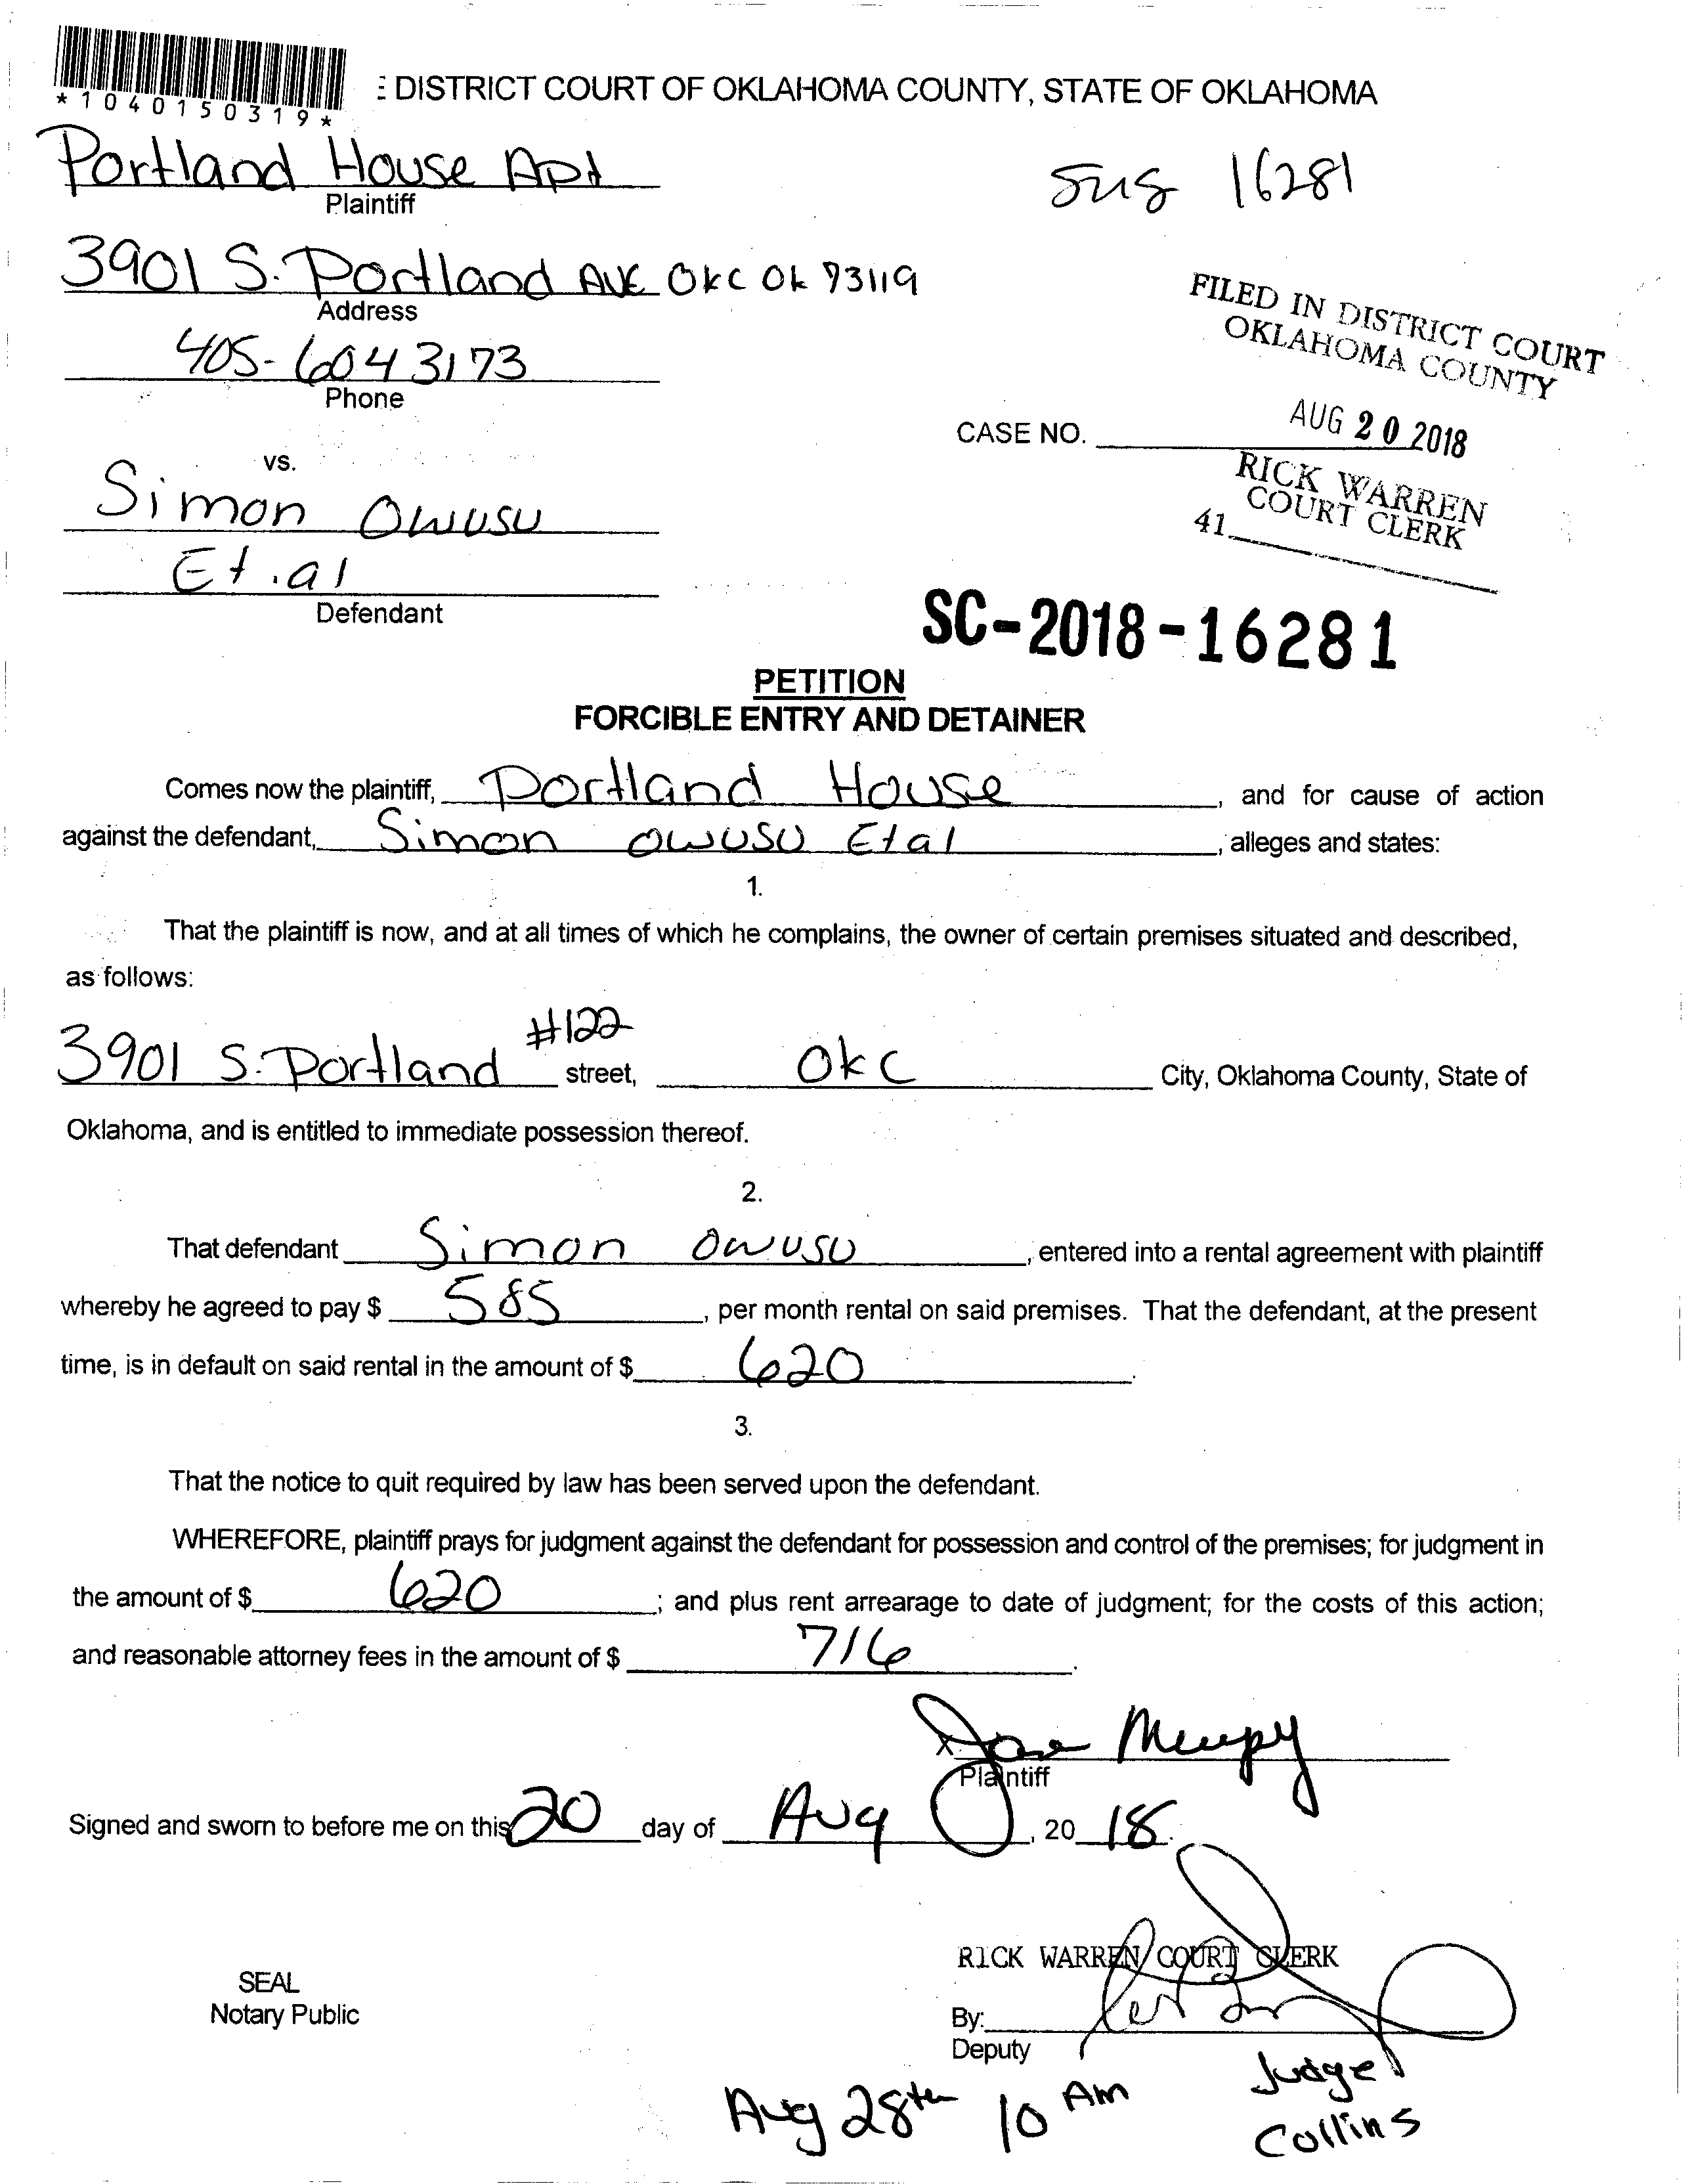 *1040150319*
DISTRICT COURT OF OKLAHOMA COUNTY, STATE OF OKLAHOMA
Portland House Apt
Plaintiff
16281
3901 S. Portland Ave OKC Ok 73119
Address
FILED IN DISTRICT COURT
OKLAHOMA COUNTY
405-604 3173
Phone
AUG 20 2018
CASE NO.
RICK WARREN
COURT CLERK
41
vs.
Simon Owusu
Et.al
Defendant
SC-2018-16281
PETITION
FORCIBLE ENTRY AND DETAINER
Comes now the plaintiff, Portland House, and for cause of action
against the defendant, Simon Owusu Etal, alleges and states:
1.
That the plaintiff is now, and at all times of which he complains, the owner of certain premises situated and described,
as follows:
3901 S. Portland #122 street, OKC City, Oklahoma County, State of
Oklahoma, and is entitled to immediate possession thereof.
2.
That defendant Simon Owusu, entered into a rental agreement with plaintiff
whereby he agreed to pay $ 585, per month rental on said premises. That the defendant, at the present
time, is in default on said rental in the amount of $ 620.
3.
That the notice to quit required by law has been served upon the defendant.
WHEREFORE, plaintiff prays for judgment against the defendant for possession and control of the premises; for judgment in
the amount of $ 620; and plus rent arrearage to date of judgment; for the costs of this action;
and reasonable attorney fees in the amount of $ 716.
X
Plaintiff
Signed and sworn to before me on this 20 day of Aug, 20 18.
RICK WARREN COURT CLERK
SEAL
Notary Public
By:
Deputy
Aug 28th 10 AM
Judge
Collins